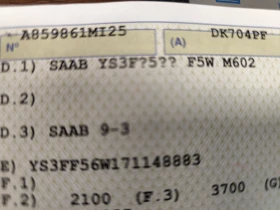 A859861MI25
N° (A) DK704PF
D.1) SAAB YS3F?5?? F5W M602
D.2)
D.3) SAAB 9-3
E) YS3FF56W171148883
F.1)
F.2) 2100 (F.3) 3700 (G)